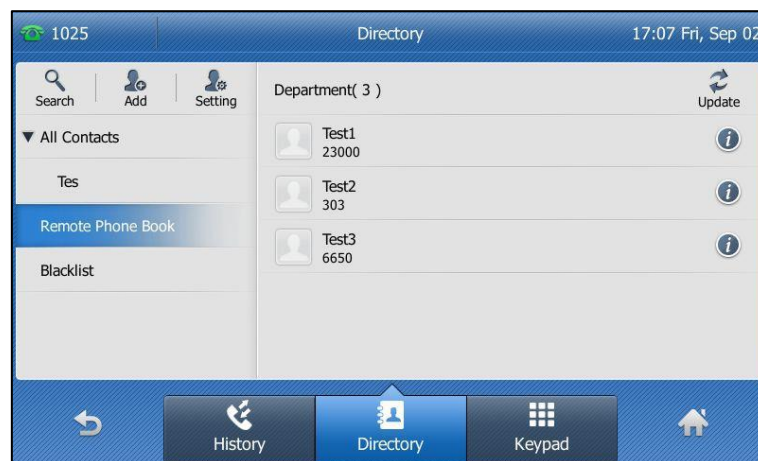 1025 Directory 17:07 Fri, Sep 02
Search Add Setting
Department( 3 )
Update
All Contacts
Tes
Remote Phone Book
Blacklist
Test1
23000
Test2
303
Test3
6650
History Directory Keypad